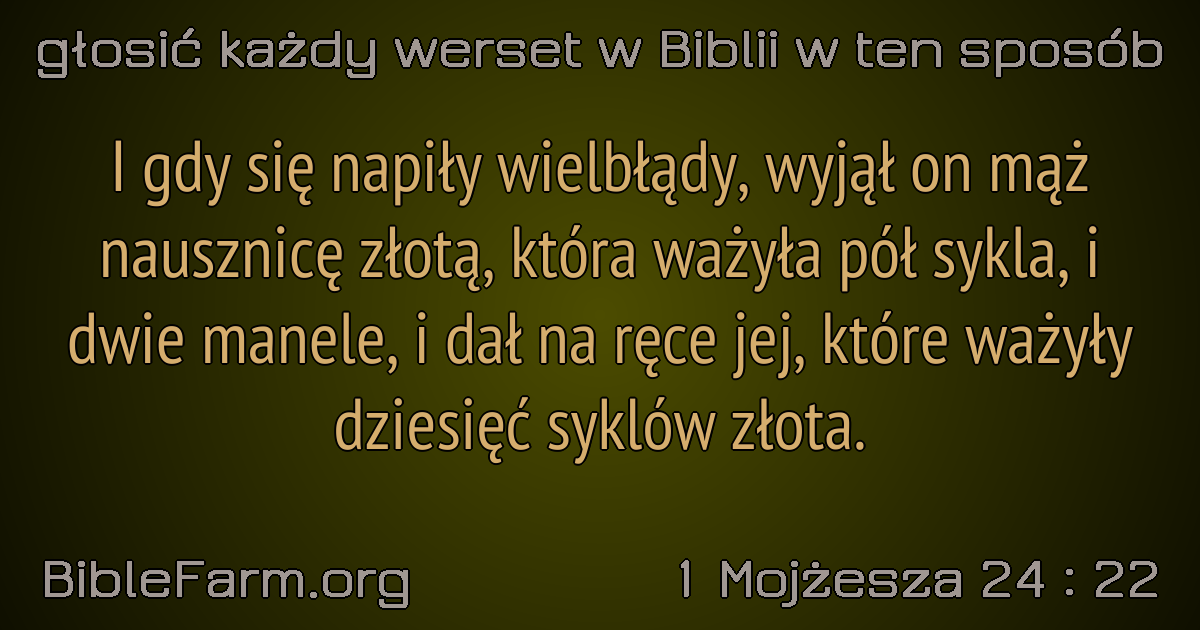 głosić każdy werset w Biblii w ten sposób
I gdy się napiły wielbłądy, wyjął on mąż
nausznicę złotą, która ważyła pół sykla, i
dwie manele, i dał na ręce jej, które ważyły
dziesięć syklów złota.
BibleFarm.org
1 Mojżesza 24 : 22